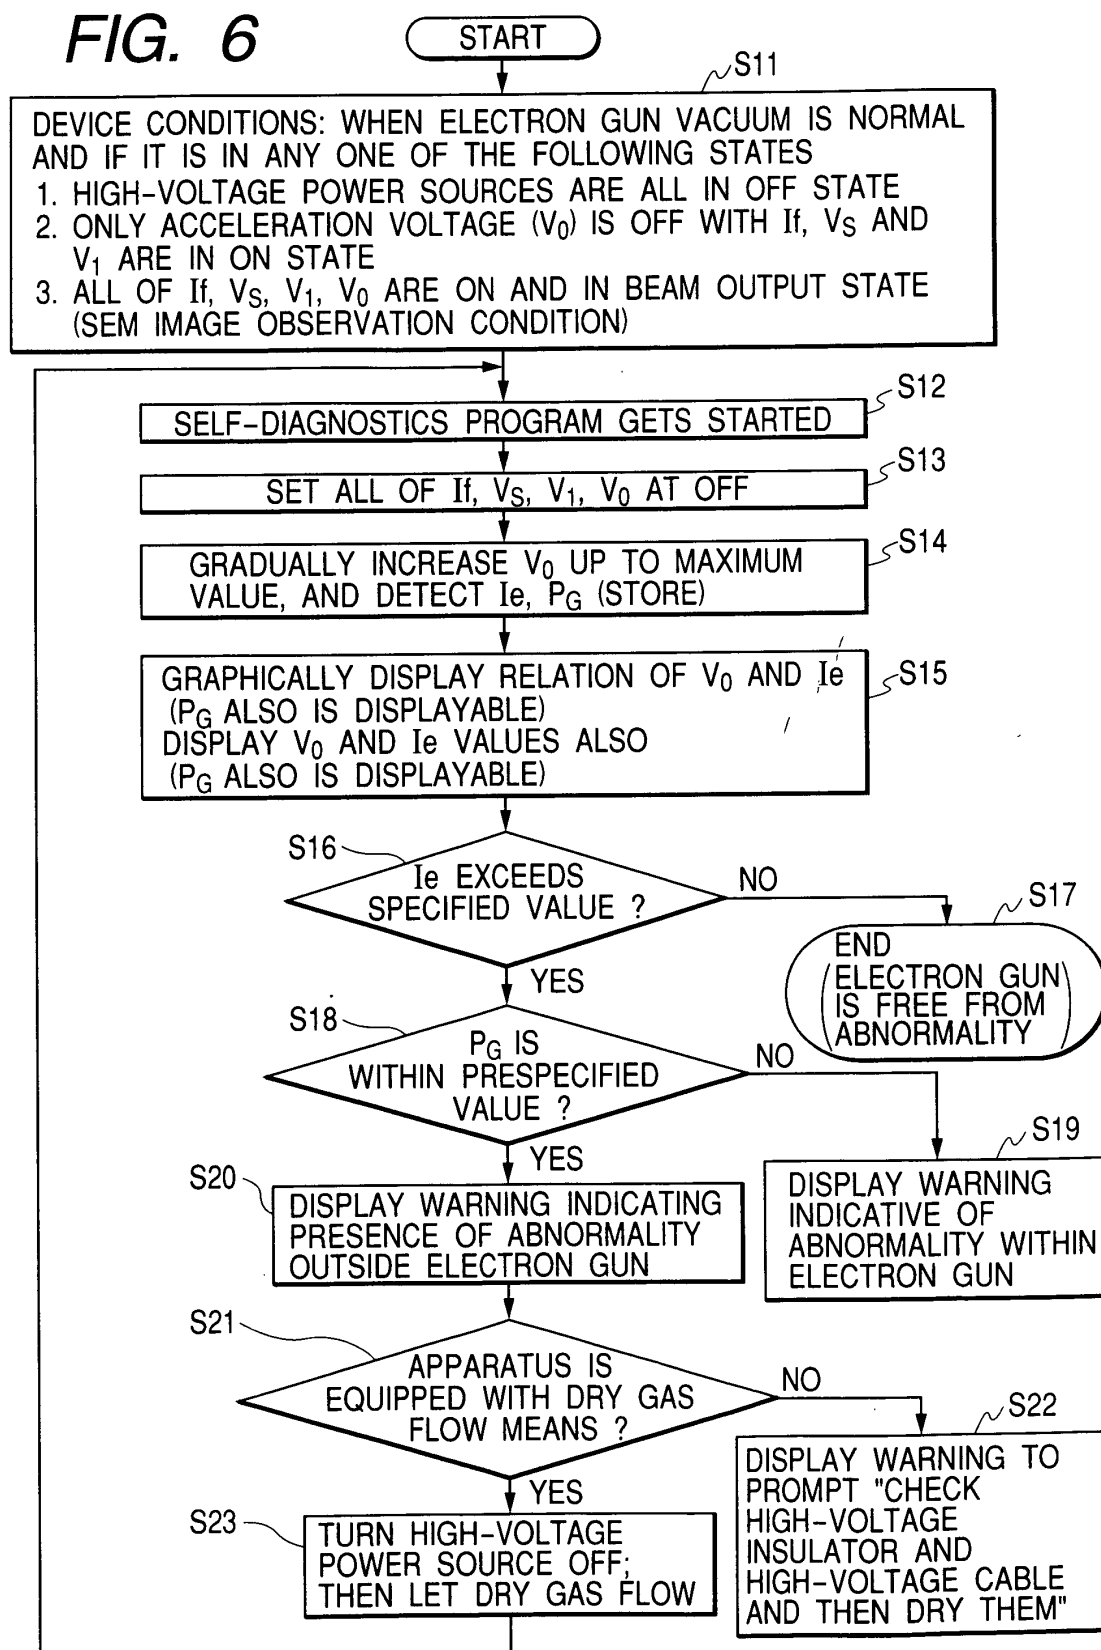 FIG. 6
START
S11
DEVICE CONDITIONS: WHEN ELECTRON GUN VACUUM IS NORMAL
AND IF IT IS IN ANY ONE OF THE FOLLOWING STATES
1. HIGH-VOLTAGE POWER SOURCES ARE ALL IN OFF STATE
2. ONLY ACCELERATION VOLTAGE (V0) IS OFF WITH If, VS AND
V1 ARE IN ON STATE
3. ALL OF If, VS, V1, V0 ARE ON AND IN BEAM OUTPUT STATE
(SEM IMAGE OBSERVATION CONDITION)
S12
SELF-DIAGNOSTICS PROGRAM GETS STARTED
S13
SET ALL OF If, VS, V1, V0 AT OFF
S14
GRADUALLY INCREASE V0 UP TO MAXIMUM
VALUE, AND DETECT Ie, PG (STORE)
S15
GRAPHICALLY DISPLAY RELATION OF V0 AND Ie
(PG ALSO IS DISPLAYABLE)
DISPLAY V0 AND Ie VALUES ALSO
(PG ALSO IS DISPLAYABLE)
S16
Ie EXCEEDS
SPECIFIED VALUE ?
NO
S17
END
(ELECTRON GUN
IS FREE FROM
ABNORMALITY)
YES
S18
PG IS
WITHIN PRESPECIFIED
VALUE ?
NO
S19
DISPLAY WARNING
INDICATIVE OF
ABNORMALITY WITHIN
ELECTRON GUN
YES
S20
DISPLAY WARNING INDICATING
PRESENCE OF ABNORMALITY
OUTSIDE ELECTRON GUN
S21
APPARATUS IS
EQUIPPED WITH DRY GAS
FLOW MEANS ?
NO
S22
DISPLAY WARNING TO
PROMPT "CHECK
HIGH-VOLTAGE
INSULATOR AND
HIGH-VOLTAGE CABLE
AND THEN DRY THEM"
YES
S23
TURN HIGH-VOLTAGE
POWER SOURCE OFF;
THEN LET DRY GAS FLOW